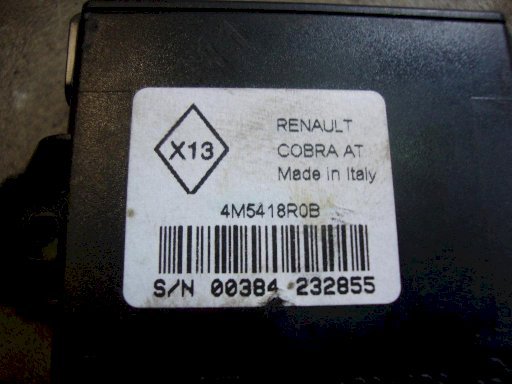 X13
RENAULT
COBRA AT
Made in Italy
4M5418R0B
S/N 00384 232855